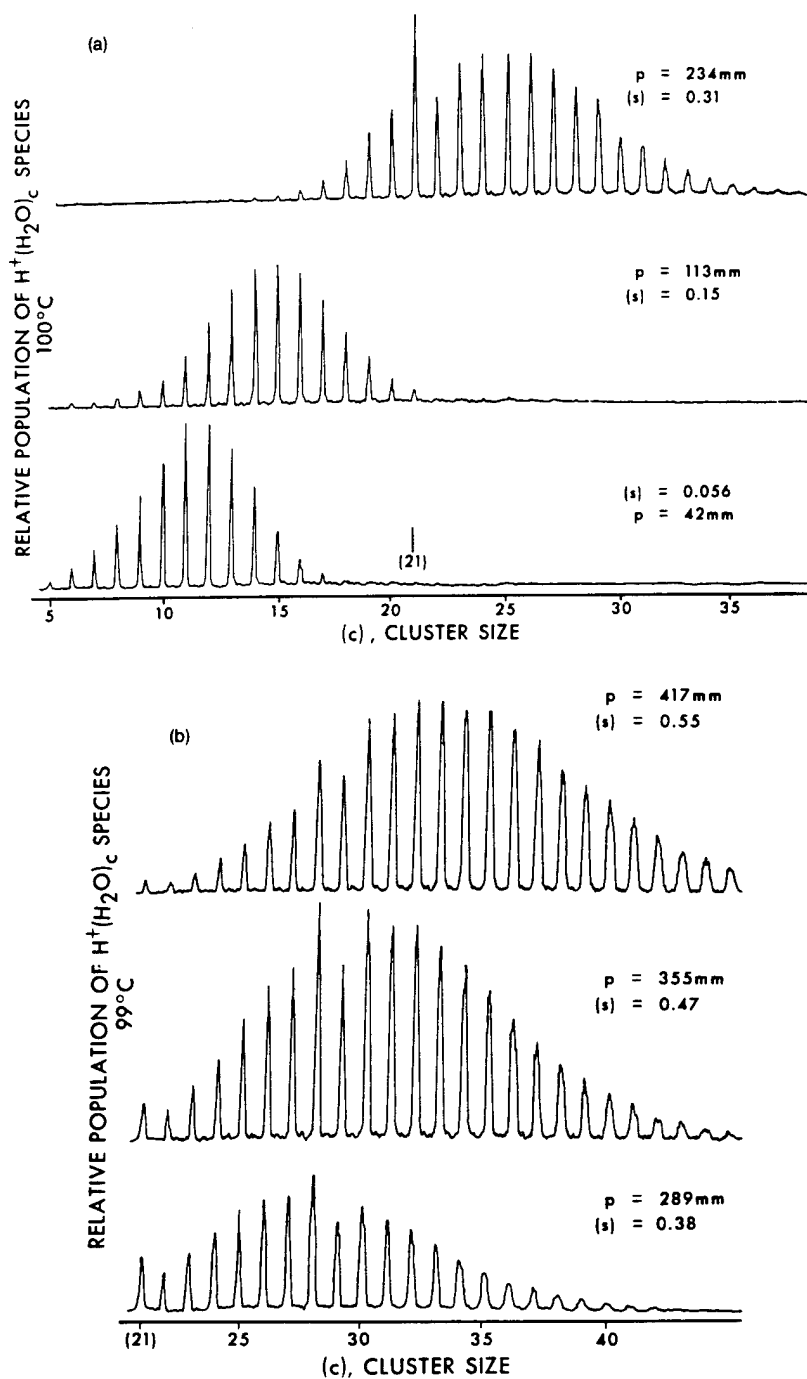 (a)
RELATIVE POPULATION OF H⁺(H₂O)c SPECIES
100°C
p = 234mm
(s) = 0.31
p = 113mm
(s) = 0.15
(s) = 0.056
p = 42mm
(21)
5 10 15 20 25 30 35
(c), CLUSTER SIZE
(b)
RELATIVE POPULATION OF H⁺(H₂O)c SPECIES
99°C
p = 417mm
(s) = 0.55
p = 355mm
(s) = 0.47
p = 289mm
(s) = 0.38
(21) 25 30 35 40
(c), CLUSTER SIZE